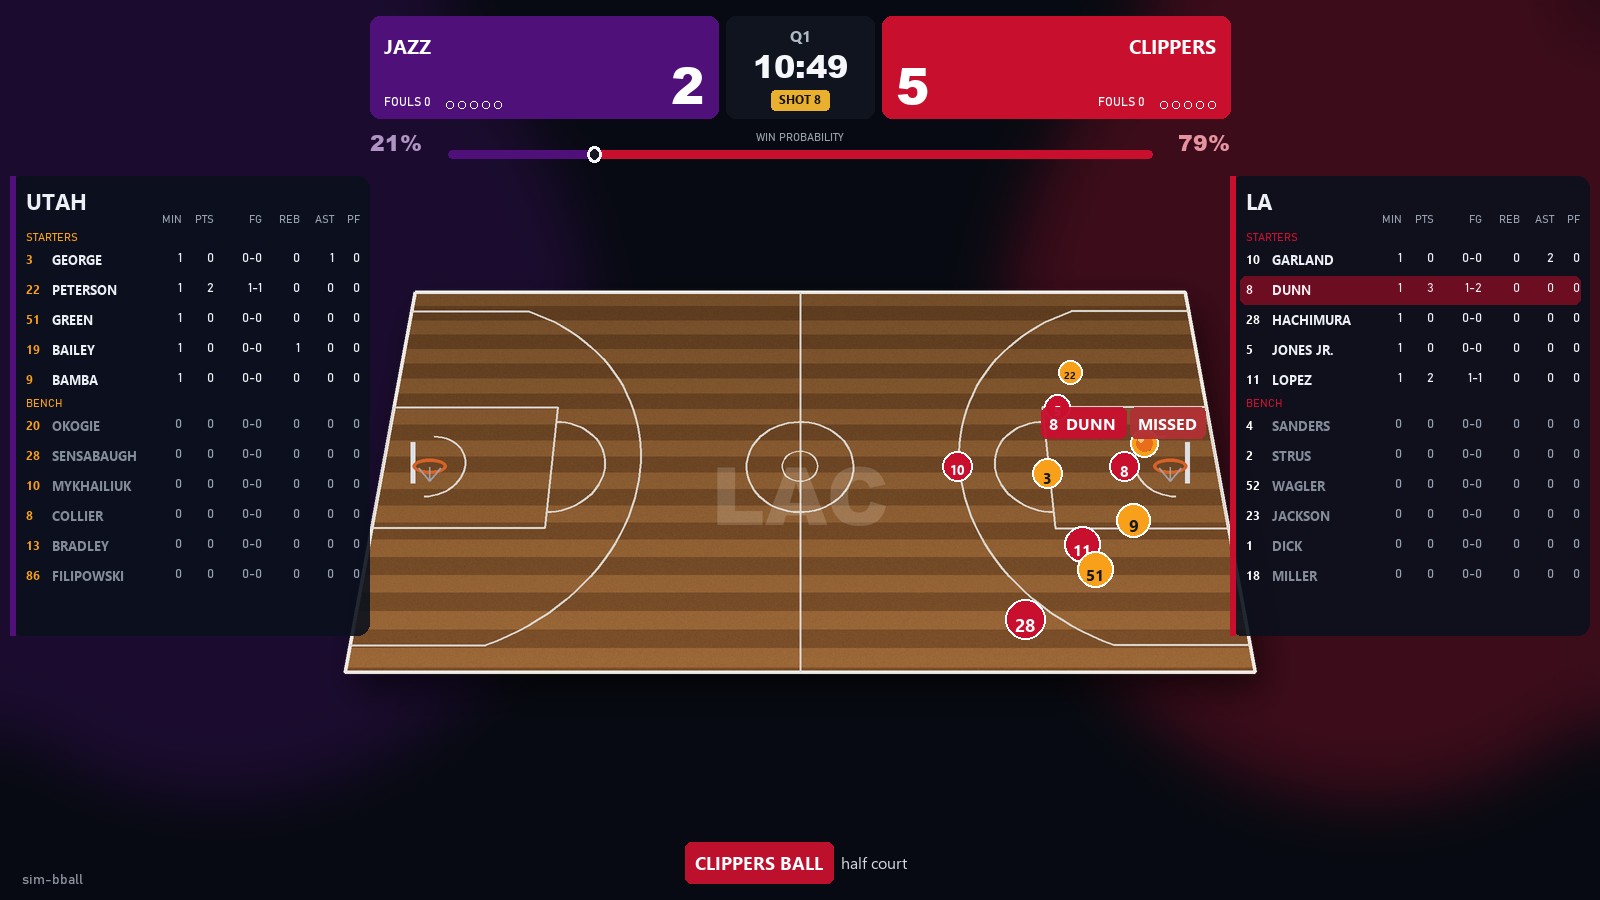 JAZZ
2
FOULS 0
Q1
10:49
SHOT 8
CLIPPERS
5
FOULS 0
21%
WIN PROBABILITY
79%
UTAH
MIN PTS FG REB AST PF
STARTERS
3 GEORGE 1 0 0-0 0 1 0
22 PETERSON 1 2 1-1 0 0 0
51 GREEN 1 0 0-0 0 0 0
19 BAILEY 1 0 0-0 1 0 0
9 BAMBA 1 0 0-0 0 0 0
BENCH
20 OKOGIE 0 0 0-0 0 0 0
28 SENSABAUGH 0 0 0-0 0 0 0
10 MYKHAILIUK 0 0 0-0 0 0 0
8 COLLIER 0 0 0-0 0 0 0
13 BRADLEY 0 0 0-0 0 0 0
86 FILIPOWSKI 0 0 0-0 0 0 0
LA
MIN PTS FG REB AST PF
STARTERS
10 GARLAND 1 0 0-0 0 2 0
8 DUNN 1 3 1-2 0 0 0
28 HACHIMURA 1 0 0-0 0 0 0
5 JONES JR. 1 0 0-0 0 0 0
11 LOPEZ 1 2 1-1 0 0 0
BENCH
4 SANDERS 0 0 0-0 0 0 0
2 STRUS 0 0 0-0 0 0 0
52 WAGLER 0 0 0-0 0 0 0
23 JACKSON 0 0 0-0 0 0 0
1 DICK 0 0 0-0 0 0 0
18 MILLER 0 0 0-0 0 0 0
22
8 DUNN MISSED
10
3
8
LAC
9
11
51
28
CLIPPERS BALL half court
sim-bball